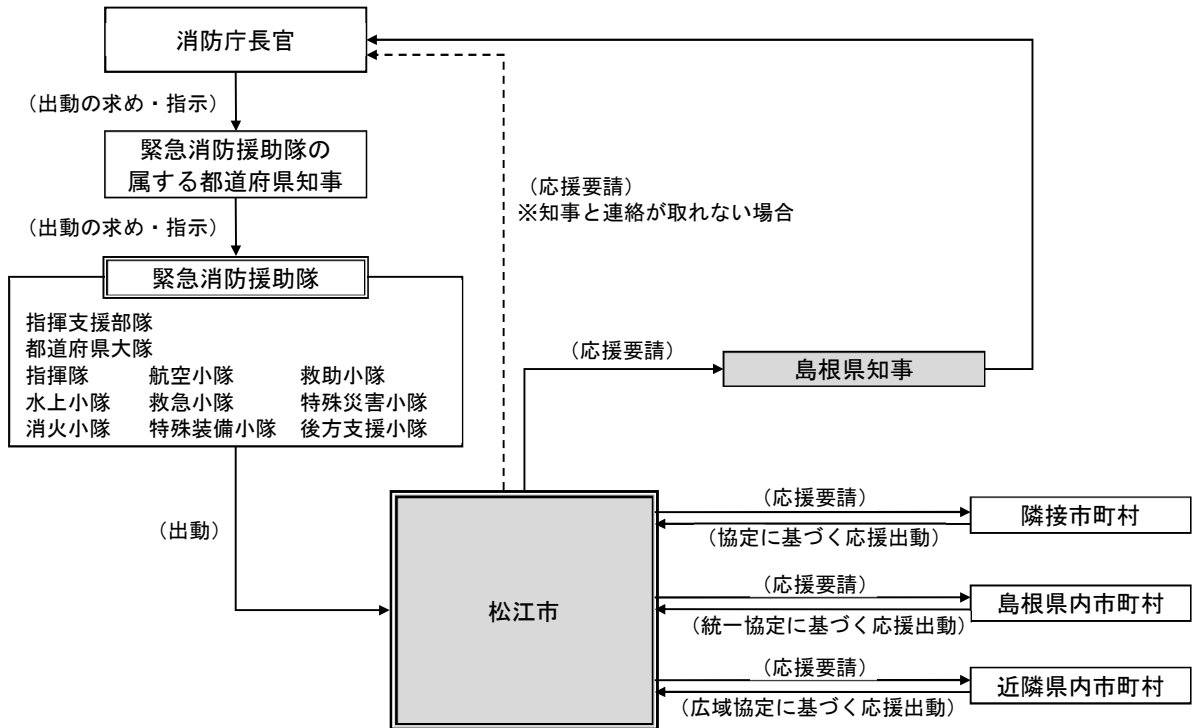 消防庁長官
（出動の求め・指示）
緊急消防援助隊の
属する都道府県知事
（応援要請）
※知事と連絡が取れない場合
（出動の求め・指示）
緊急消防援助隊
指揮支援部隊
都道府県大隊
指揮隊　航空小隊　救助小隊
水上小隊　救急小隊　特殊災害小隊
消火小隊　特殊装備小隊　後方支援小隊
（応援要請）
島根県知事
（出動）
松江市
（応援要請）
隣接市町村
（協定に基づく応援出動）
（応援要請）
島根県内市町村
（統一協定に基づく応援出動）
（応援要請）
近隣県内市町村
（広域協定に基づく応援出動）